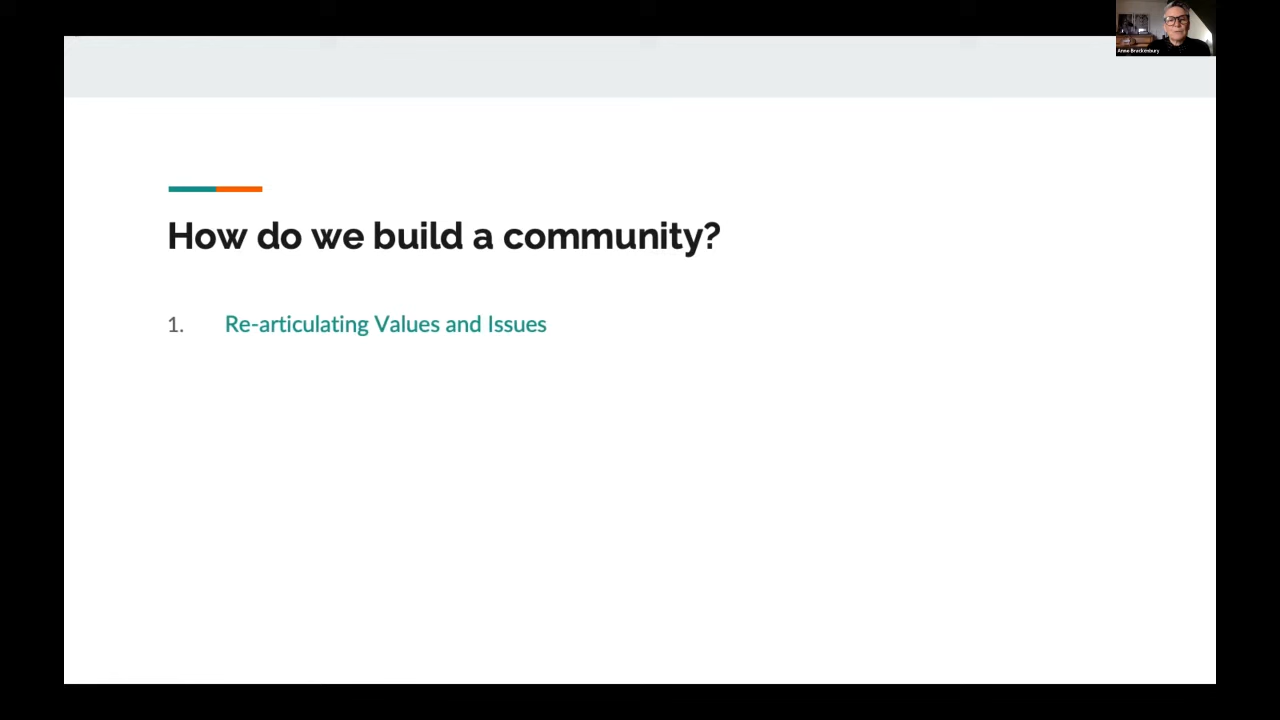 Anne Brackenbury
How do we build a community?
1. Re-articulating Values and Issues